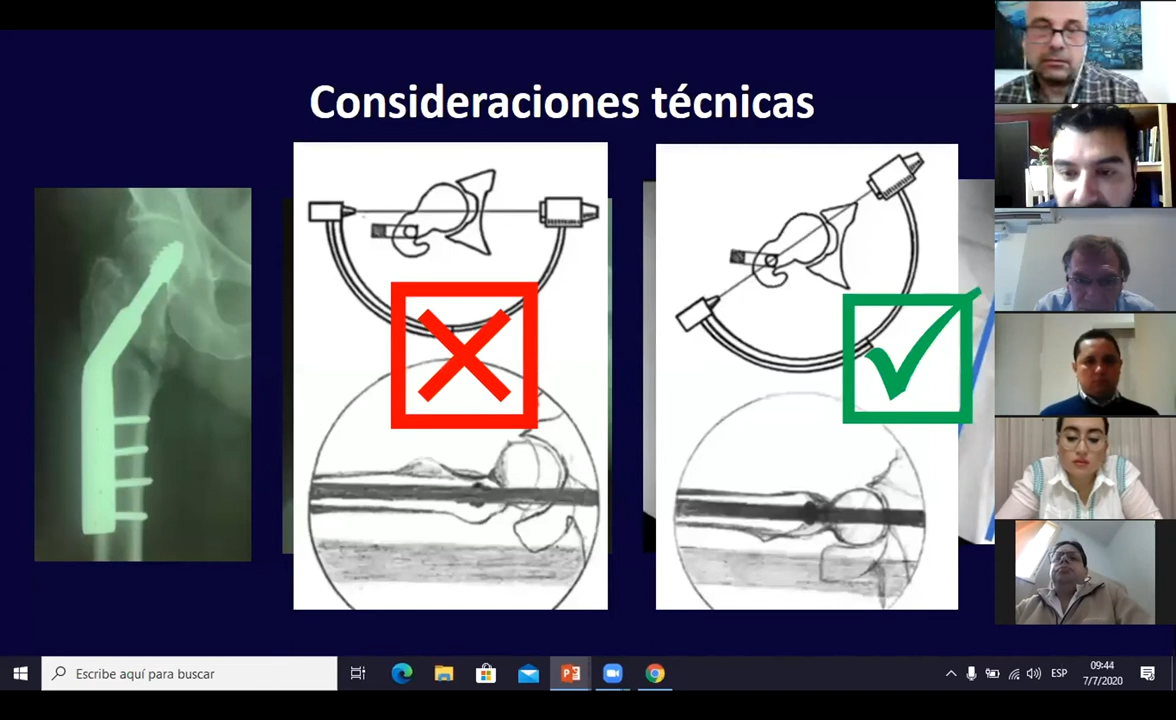 Consideraciones técnicas
Escribe aquí para buscar
ESP
09:44
7/7/2020